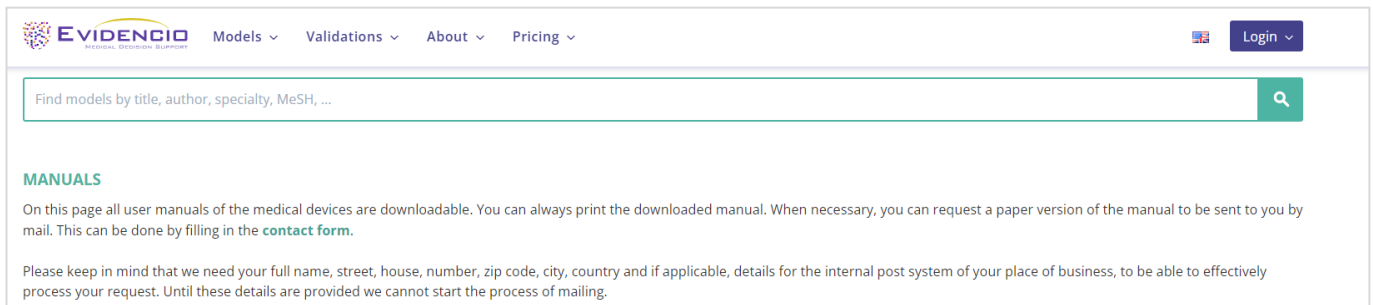 EVIDENCIO
MEDICAL DECISION SUPPORT
Models Validations About Pricing Login
Find models by title, author, specialty, MeSH, ...
MANUALS
On this page all user manuals of the medical devices are downloadable. You can always print the downloaded manual. When necessary, you can request a paper version of the manual to be sent to you by
mail. This can be done by filling in the contact form.
Please keep in mind that we need your full name, street, house, number, zip code, city, country and if applicable, details for the internal post system of your place of business, to be able to effectively
process your request. Until these details are provided we cannot start the process of mailing.